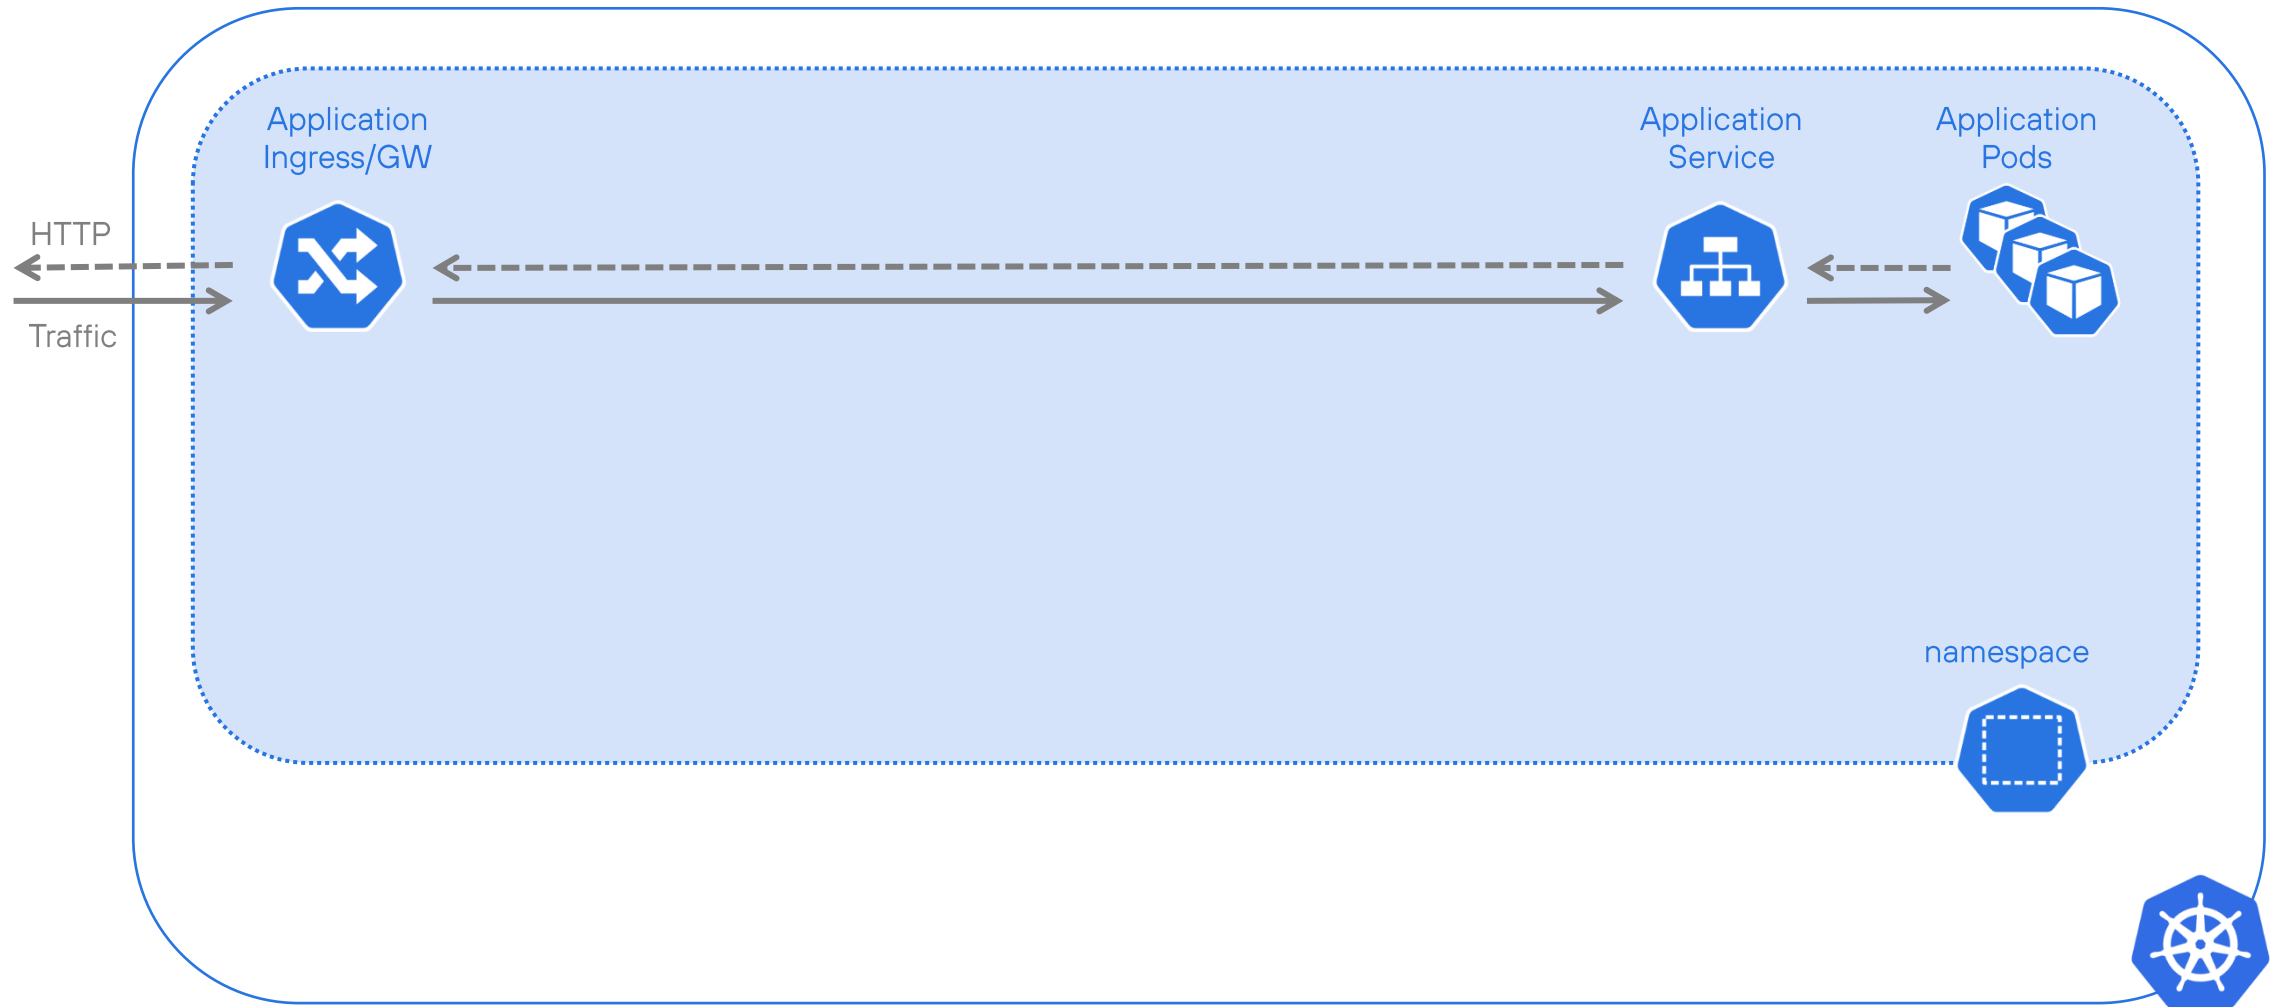 Application
Ingress/GW
Application
Service
Application
Pods
HTTP
Traffic
namespace